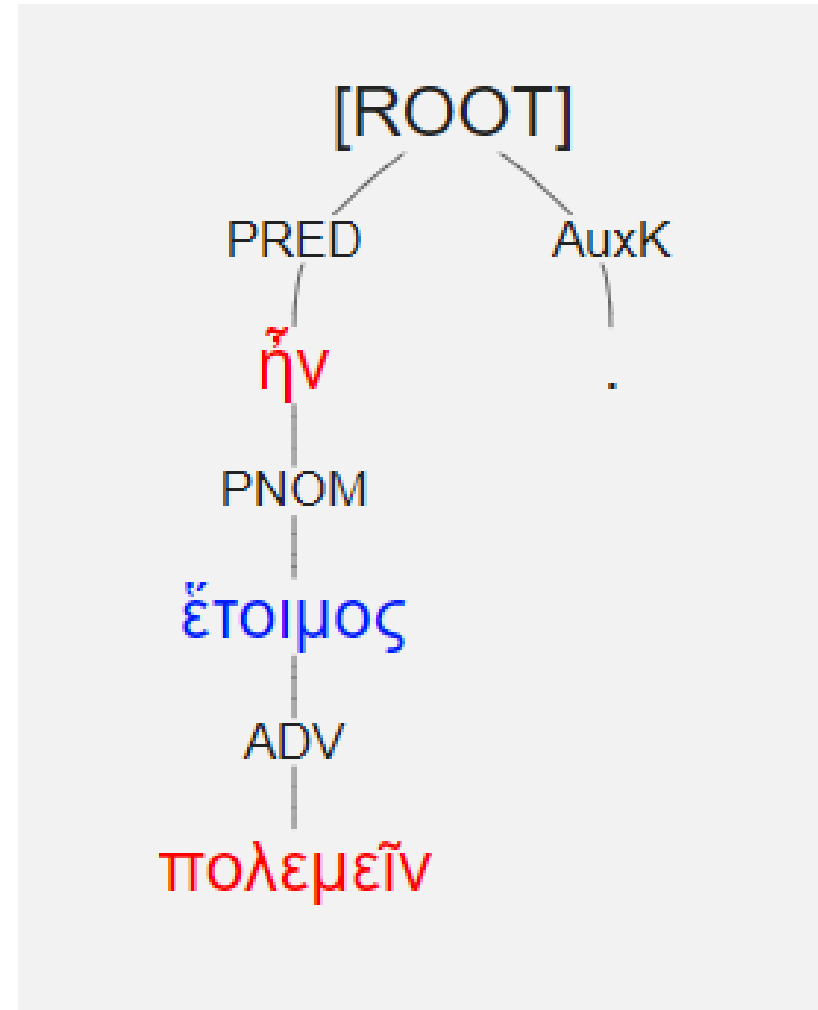 [ROOT]
PRED AuxK
ἦν .
PNOM
ἕτοιμος
ADV
πολεμεῖν